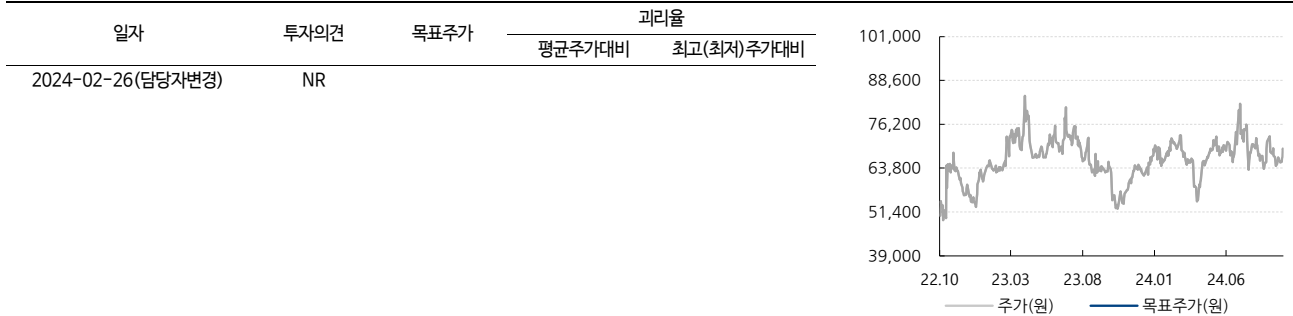 일자 투자의견 목표주가 괴리율
평균주가대비 최고(최저)주가대비
2024-02-26(담당자변경) NR
101,000
88,600
76,200
63,800
51,400
39,000
22.10 23.03 23.08 24.01 24.06
주가(원) 목표주가(원)